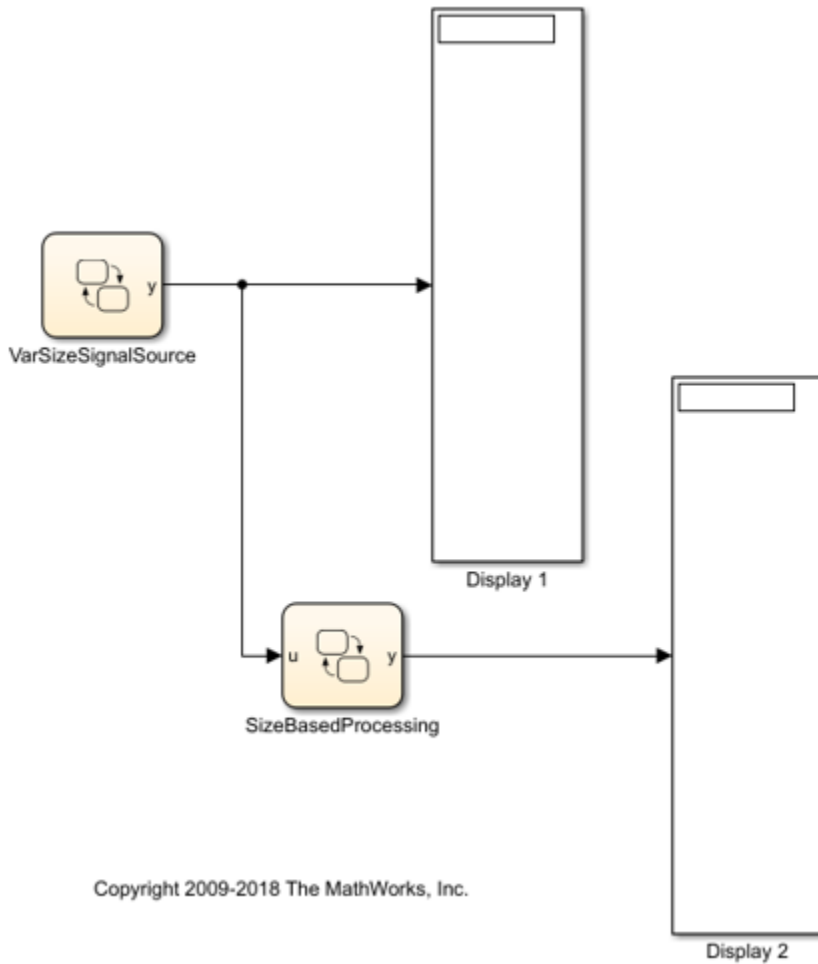 y
VarSizeSignalSource
Display 1
u
y
SizeBasedProcessing
Copyright 2009-2018 The MathWorks, Inc.
Display 2